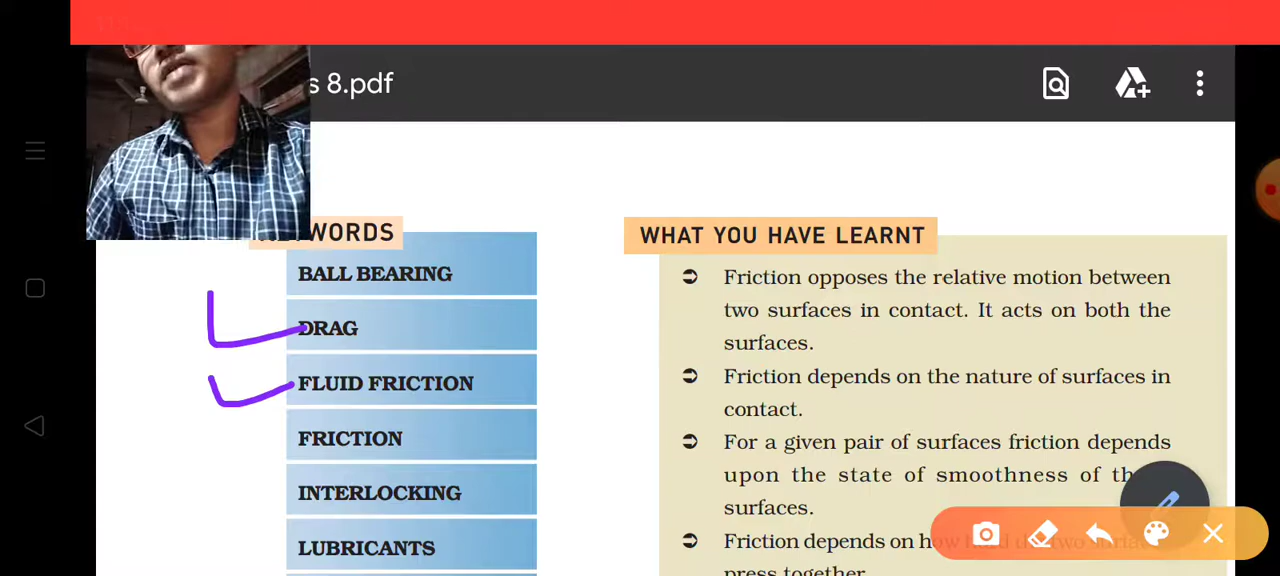 s 8.pdf
WORDS
BALL BEARING
DRAG
FLUID FRICTION
FRICTION
INTERLOCKING
LUBRICANTS
WHAT YOU HAVE LEARNT
Friction opposes the relative motion between
two surfaces in contact. It acts on both the
surfaces.
Friction depends on the nature of surfaces in
contact.
For a given pair of surfaces friction depends
upon the state of smoothness of
surfaces.
Friction depends on how
press together.